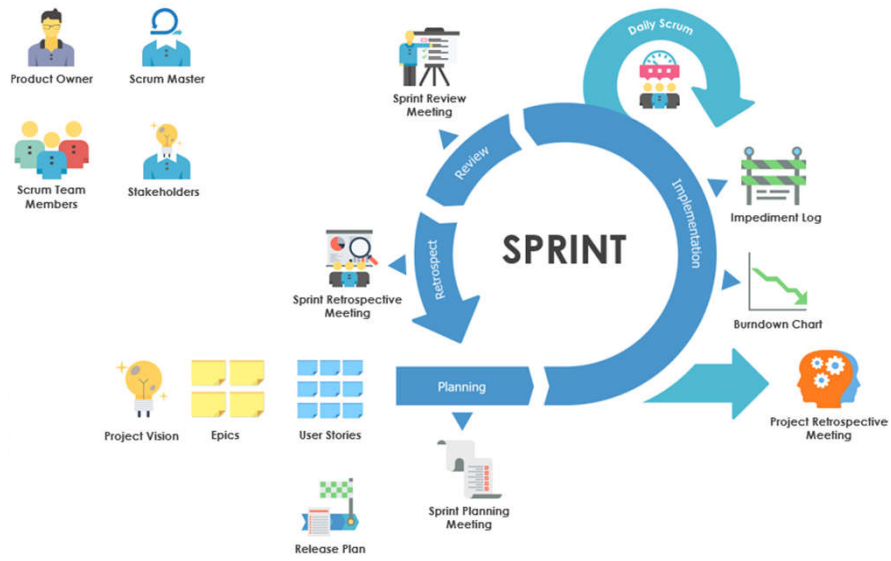 Product Owner
Scrum Master
Scrum Team
Members
Stakeholders
Sprint Review
Meeting
Daily Scrum
Review
Implementation
Impediment Log
SPRINT
Retrospect
Sprint Retrospective
Meeting
Burndown Chart
Planning
Project Vision
Epics
User Stories
Project Retrospective
Meeting
Sprint Planning
Meeting
Release Plan